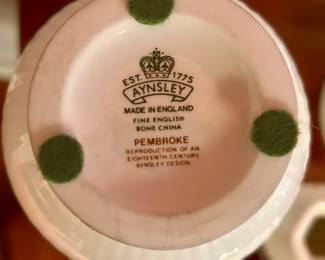 EST. 1775
AYNSLEY
MADE IN ENGLAND
FINE ENGLISH
BONE CHINA
PEMBROKE
REPRODUCTION OF AN
EIGHTEENTH CENTURY
AYNSLEY DESIGN